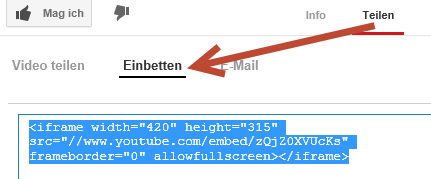 Mag ich Info Teilen
Video teilen Einbetten E-Mail
<iframe width="420" height="315"
src="//www.youtube.com/embed/zQjZ0XVUcKs"
frameborder="0" allowfullscreen></iframe>